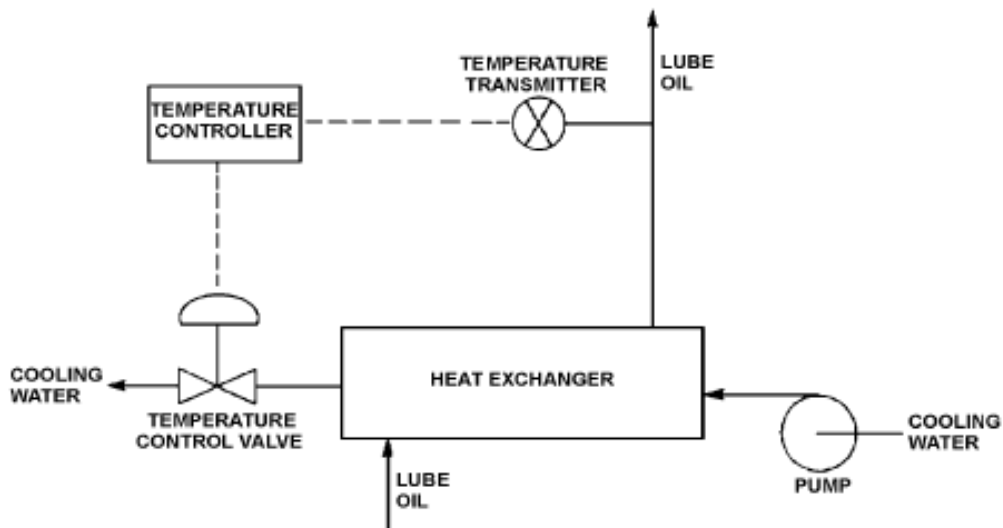 TEMPERATURE
TRANSMITTER
LUBE
OIL
TEMPERATURE
CONTROLLER
COOLING
WATER
HEAT EXCHANGER
TEMPERATURE
CONTROL VALVE
COOLING
WATER
PUMP
LUBE
OIL